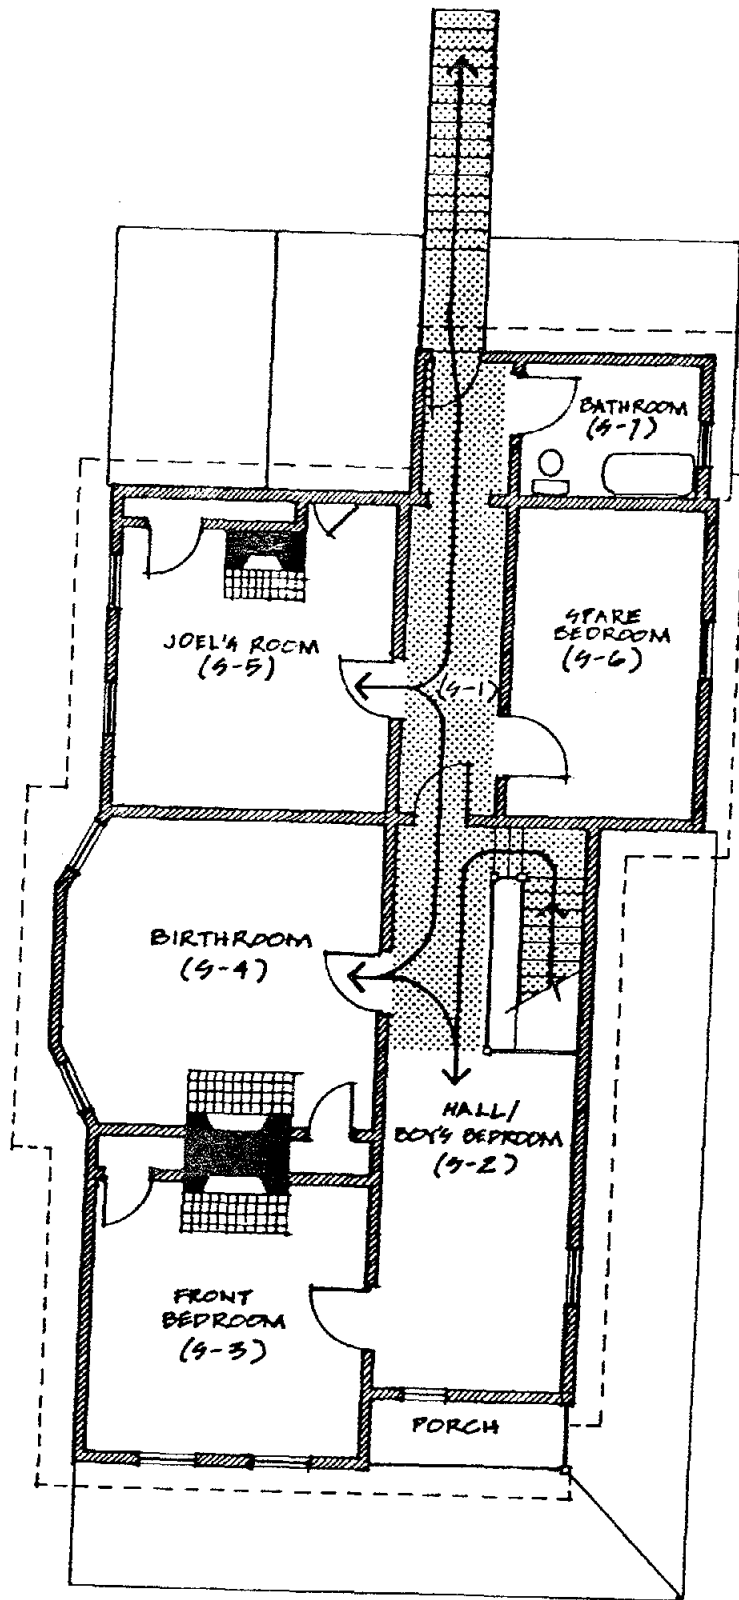 BATHROOM
(S-7)
SPARE
BEDROOM
(S-6)
JOEL'S ROOM
(S-5)
(S-1)
BIRTHROOM
(S-4)
HALL/
BOY'S BEDROOM
(S-2)
FRONT
BEDROOM
(S-3)
PORCH